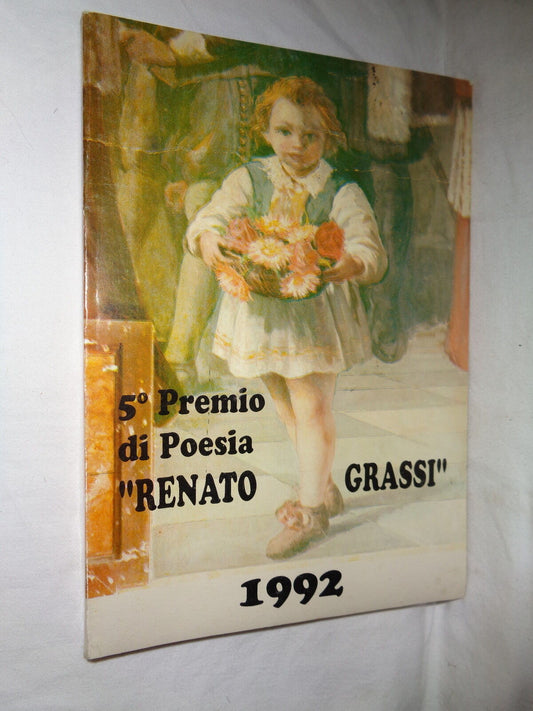 5° Premio
di Poesia
"RENATO GRASSI"
1992